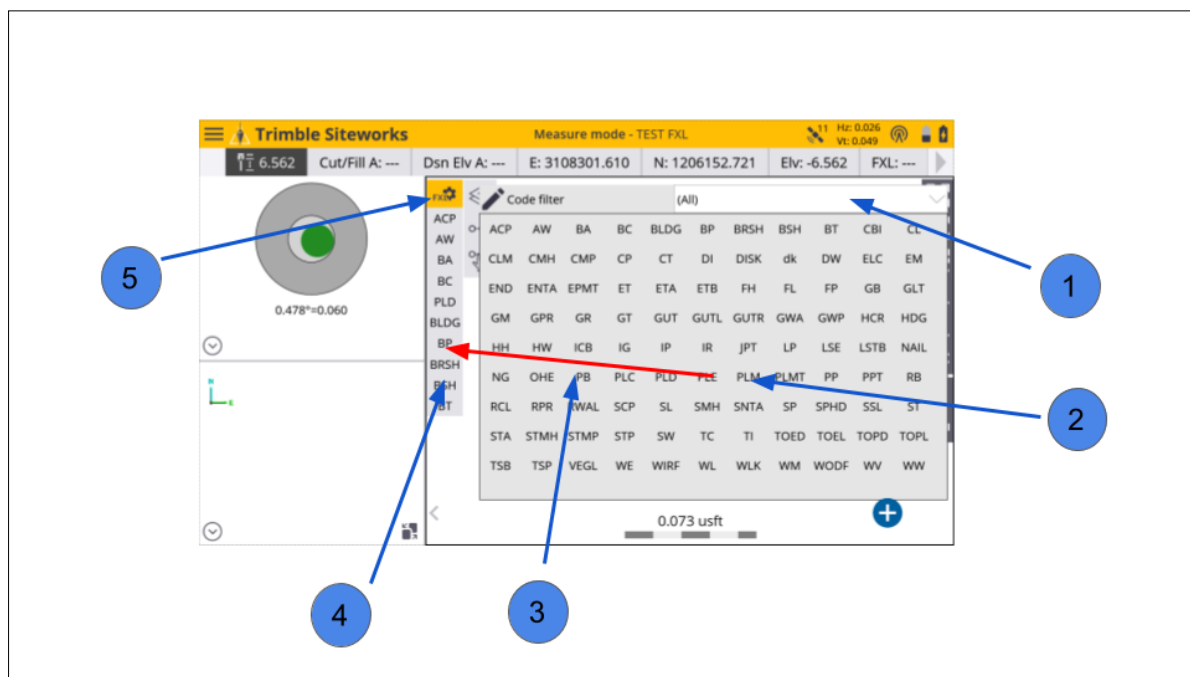 Trimble Siteworks Measure mode - TEST FXL 11 Hz: 0.026 Vt: 0.049
6.562 Cut/Fill A: --- Dsn Elv A: --- E: 3108301.610 N: 1206152.721 Elv: -6.562 FXL: ---
FXL
ACP
AW
BA
BC
PLD
BLDG
BP
BRSH
BSH
BT
Code filter (All)
ACP AW BA BC BLDG BP BRSH BSH BT CBI CL
CLM CMH CMP CP CT DI DISK dk DW ELC EM
END ENTA EPMT ET ETA ETB FH FL FP GB GLT
GM GPR GR GT GUT GUTL GUTR GWA GWP HCR HDG
HH HW ICB IG IP IR JPT LP LSE LSTB NAIL
NG OHE PB PLC PLD PLE PLM PLMT PP PPT RB
RCL RPR RWAL SCP SL SMH SNTA SP SPHD SSL ST
STA STMH STMP STP SW TC TI TOED TOEL TOPD TOPL
TSB TSP VEGL WE WIRF WL WLK WM WODF WV WW
0.478°=0.060
N
E
0.073 usft
1
2
3
4
5